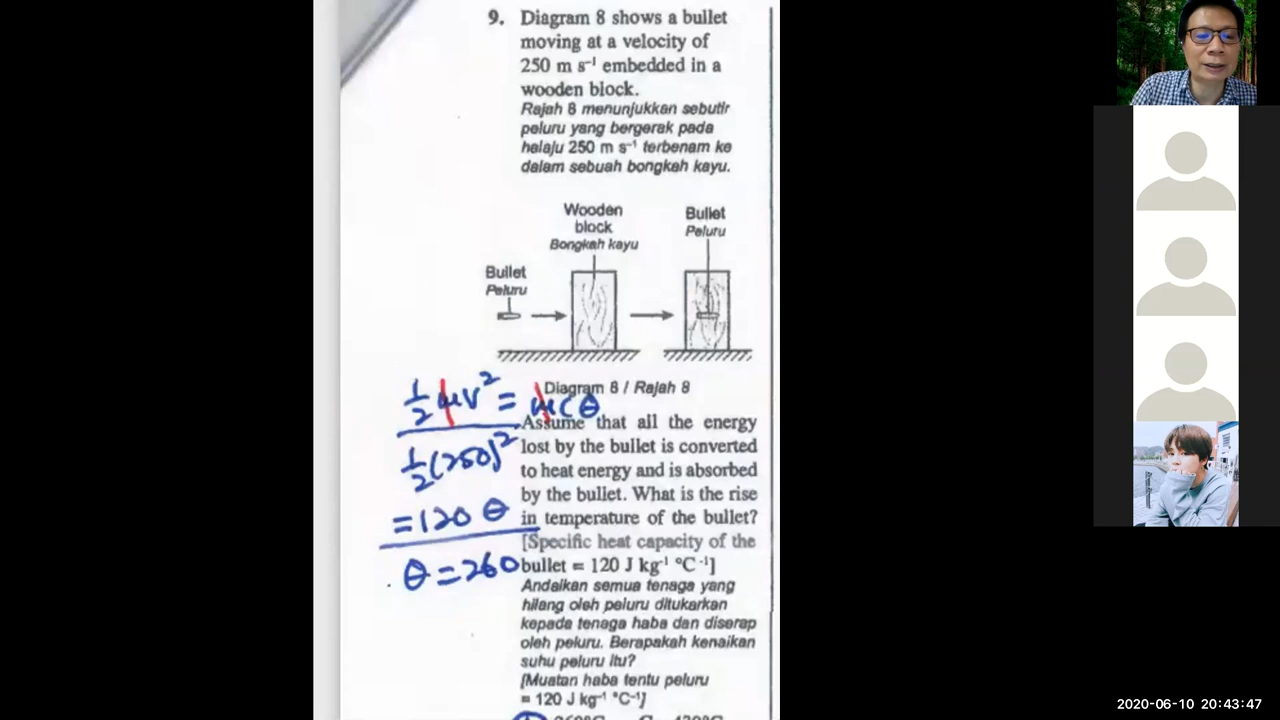 9. Diagram 8 shows a bullet
moving at a velocity of
250 m s⁻¹ embedded in a
wooden block.
Rajah 8 menunjukkan sebutir
peluru yang bergerak pada
halaju 250 m s⁻¹ terbenam ke
dalam sebuah bongkah kayu.
Wooden
block
Bongkah kayu
Bullet
Peluru
Bullet
Peluru
Diagram 8 / Rajah 8
½mv² = mcθ
½(250)²
= 120 θ
θ = 260
Assume that all the energy
lost by the bullet is converted
to heat energy and is absorbed
by the bullet. What is the rise
in temperature of the bullet?
[Specific heat capacity of the
bullet = 120 J kg⁻¹ °C⁻¹]
Andaikan semua tenaga yang
hilang oleh peluru ditukarkan
kepada tenaga haba dan diserap
oleh peluru. Berapakah kenaikan
suhu peluru itu?
[Muatan haba tentu peluru
= 120 J kg⁻¹ °C⁻¹]
2020-06-10 20:43:47